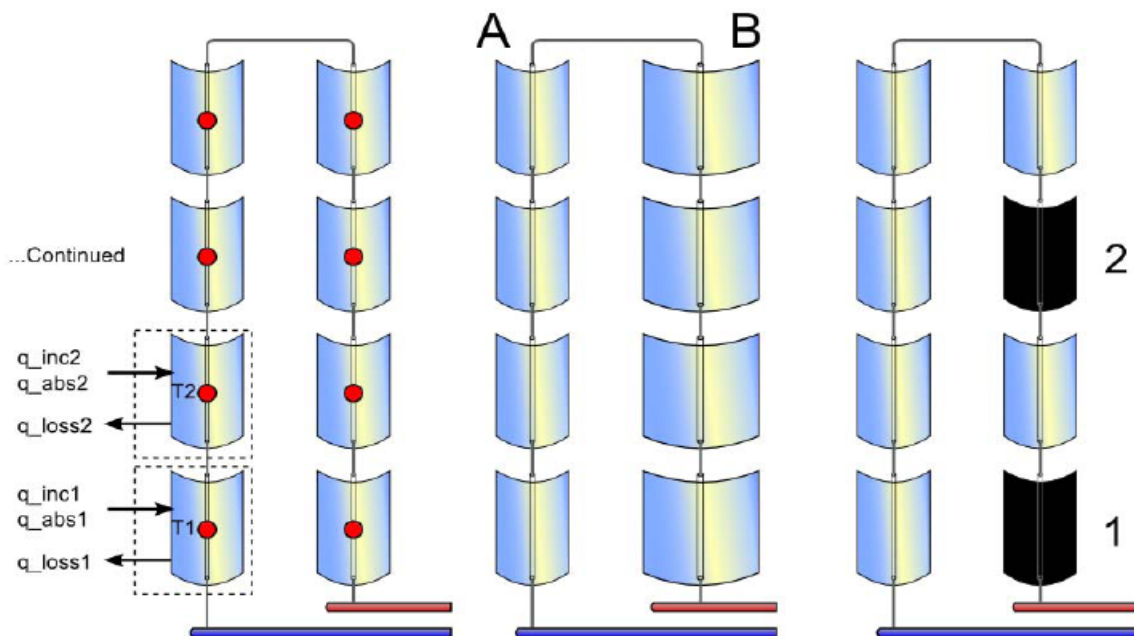 A
B
...Continued
2
q_inc2
q_abs2
T2
q_loss2
q_inc1
q_abs1
T1
q_loss1
1